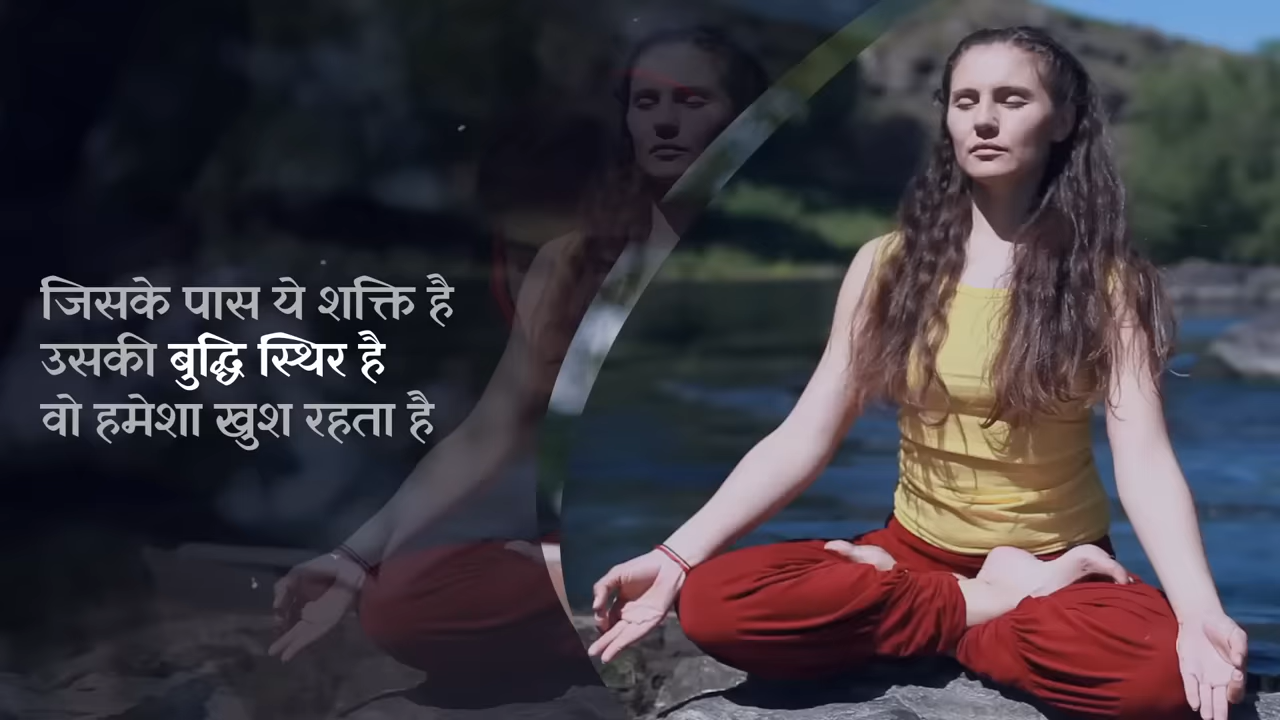 जिसके पास ये शक्ति है
उसकी बुद्धि स्थिर है
वो हमेशा खुश रहता है